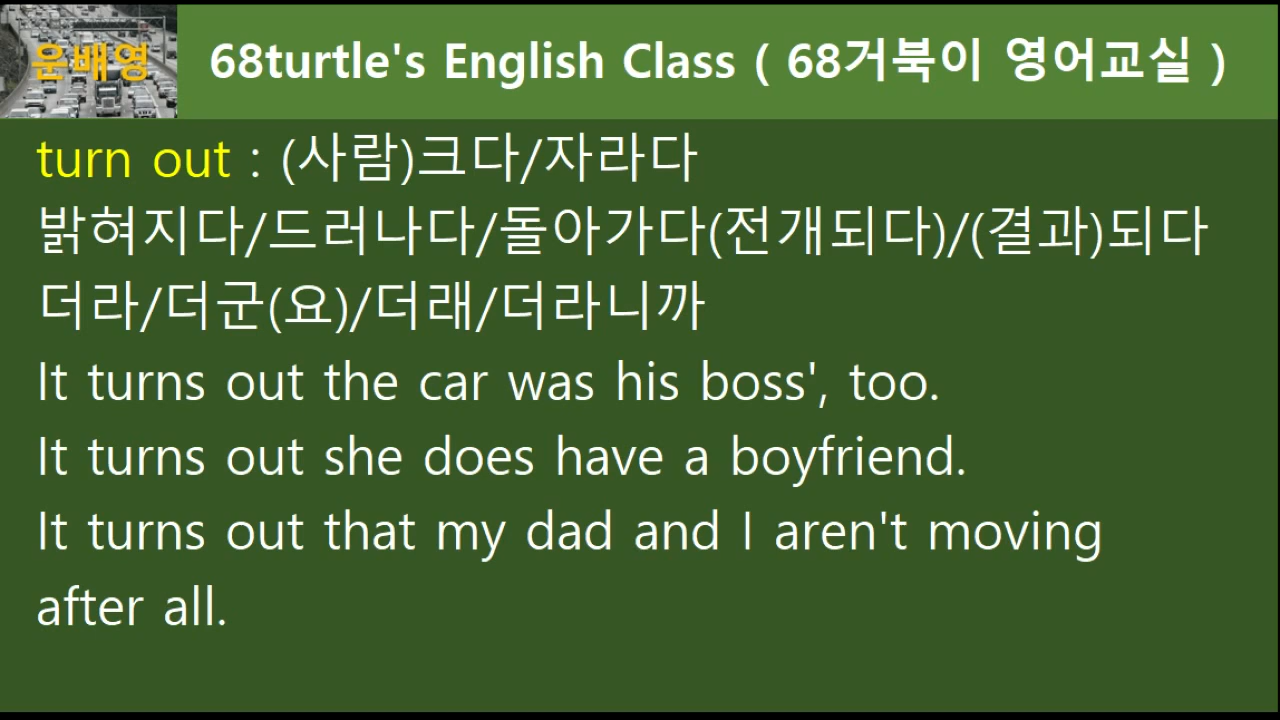 운배영
68turtle's English Class ( 68거북이 영어교실 )
turn out : (사람)크다/자라다
밝혀지다/드러나다/돌아가다(전개되다)/(결과)되다
더라/더군(요)/더래/더라니까
It turns out the car was his boss', too.
It turns out she does have a boyfriend.
It turns out that my dad and I aren't moving
after all.